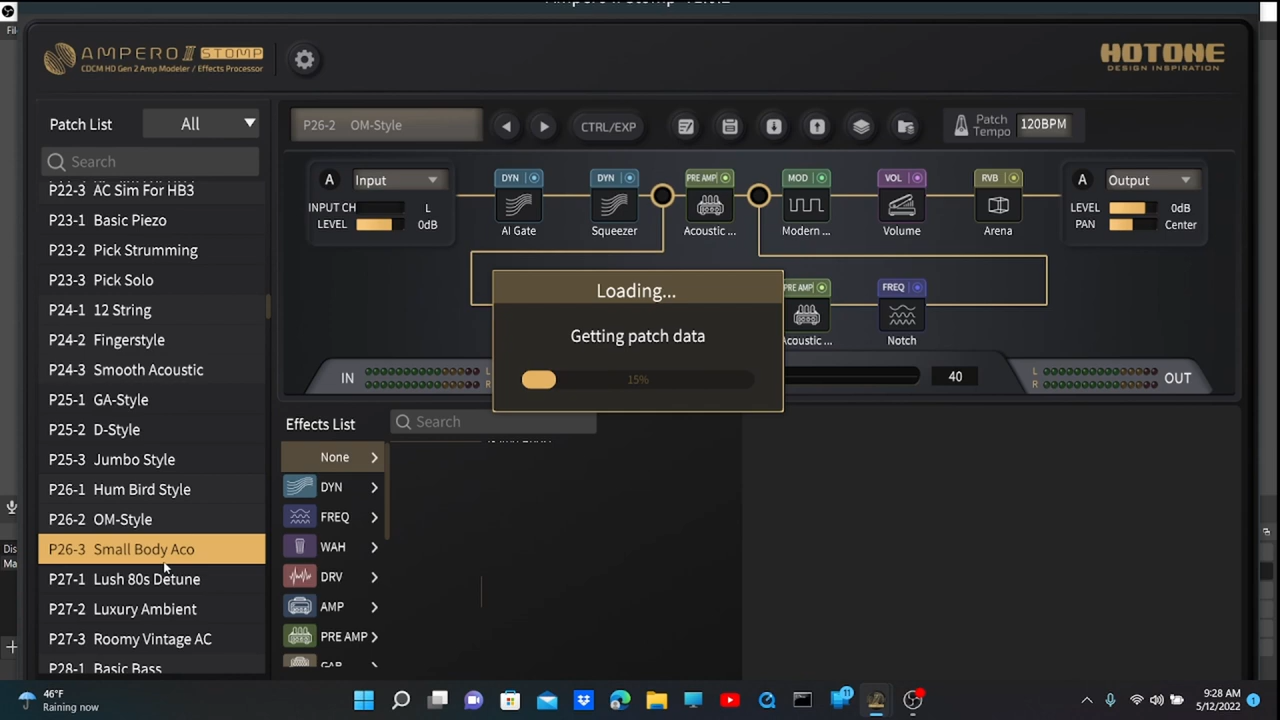 AMPERO II STOMP
CDCM HD Gen 2 Amp Modeler / Effects Processor
HOTONE
DESIGN INSPIRATION
Patch List
All
Search
P22-3 AC Sim For HB3
P23-1 Basic Piezo
P23-2 Pick Strumming
P23-3 Pick Solo
P24-1 12 String
P24-2 Fingerstyle
P24-3 Smooth Acoustic
P25-1 GA-Style
P25-2 D-Style
P25-3 Jumbo Style
P26-1 Hum Bird Style
P26-2 OM-Style
P26-3 Small Body Aco
P27-1 Lush 80s Detune
P27-2 Luxury Ambient
P27-3 Roomy Vintage AC
P28-1 Basic Bass
P26-2 OM-Style
CTRL/EXP
Patch Tempo
120BPM
A Input
INPUT CH L
LEVEL 0dB
DYN
AI Gate
DYN
Squeezer
PRE AMP
Acoustic ...
MOD
Modern ...
VOL
Volume
RVB
Arena
A Output
LEVEL 0dB
PAN Center
PRE AMP
Acoustic ...
FREQ
Notch
Loading...
Getting patch data
15%
IN
L
R
40
L
R
OUT
Effects List
Search
None
DYN
FREQ
WAH
DRV
AMP
PRE AMP
CAB
46°F
Raining now
11
9:28 AM
5/12/2022
1